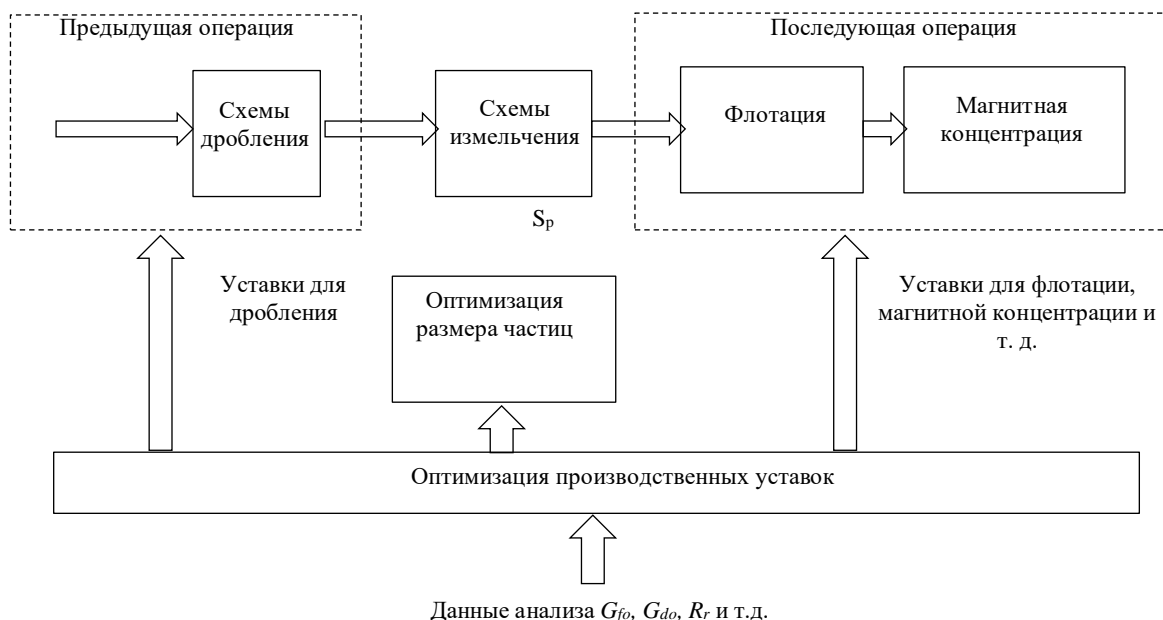 Предыдущая операция
Последующая операция
Схемы
дробления
Схемы
измельчения
Флотация
Магнитная
концентрация
Sp
Уставки для
дробления
Оптимизация
размера частиц
Уставки для флотации,
магнитной концентрации и
т. д.
Оптимизация производственных уставок
Данные анализа Gfo, Gdo, Rr и т.д.